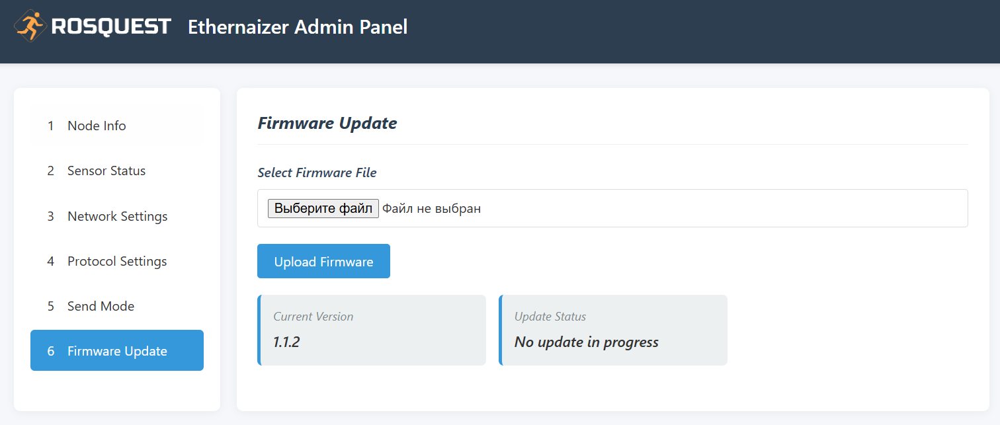 ROSQUEST Ethernaizer Admin Panel
1 Node Info
2 Sensor Status
3 Network Settings
4 Protocol Settings
5 Send Mode
6 Firmware Update
Firmware Update
Select Firmware File
Выберите файл Файл не выбран
Upload Firmware
Current Version
1.1.2
Update Status
No update in progress